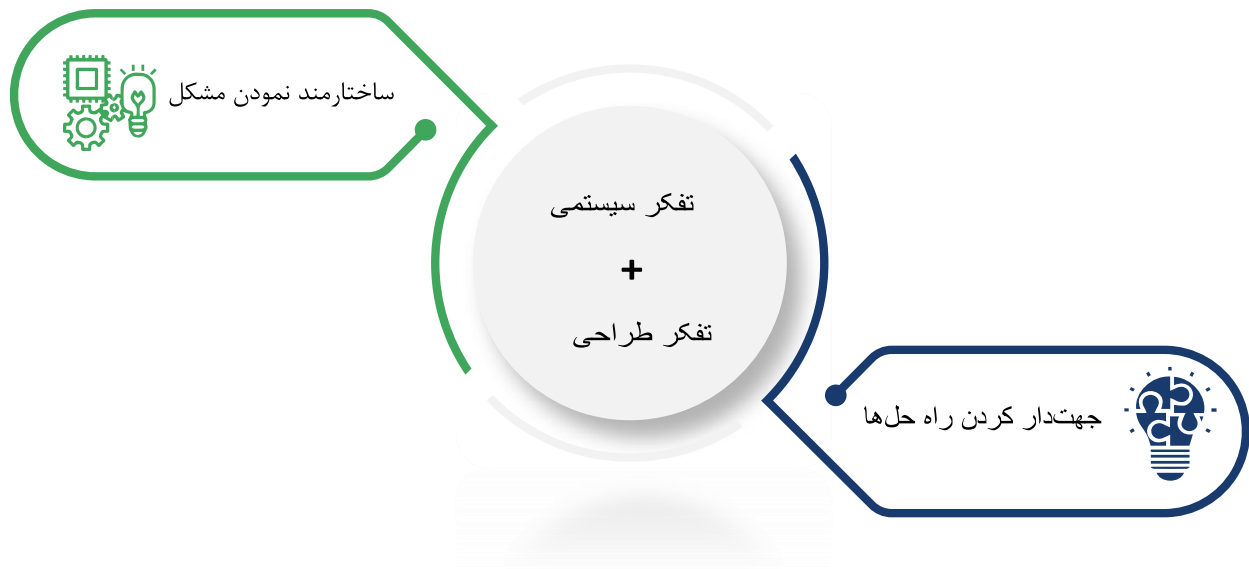 ساختارمند نمودن مشکل
تفکر سیستمی
+
تفکر طراحی
جهت‌دار کردن راه حل‌ها